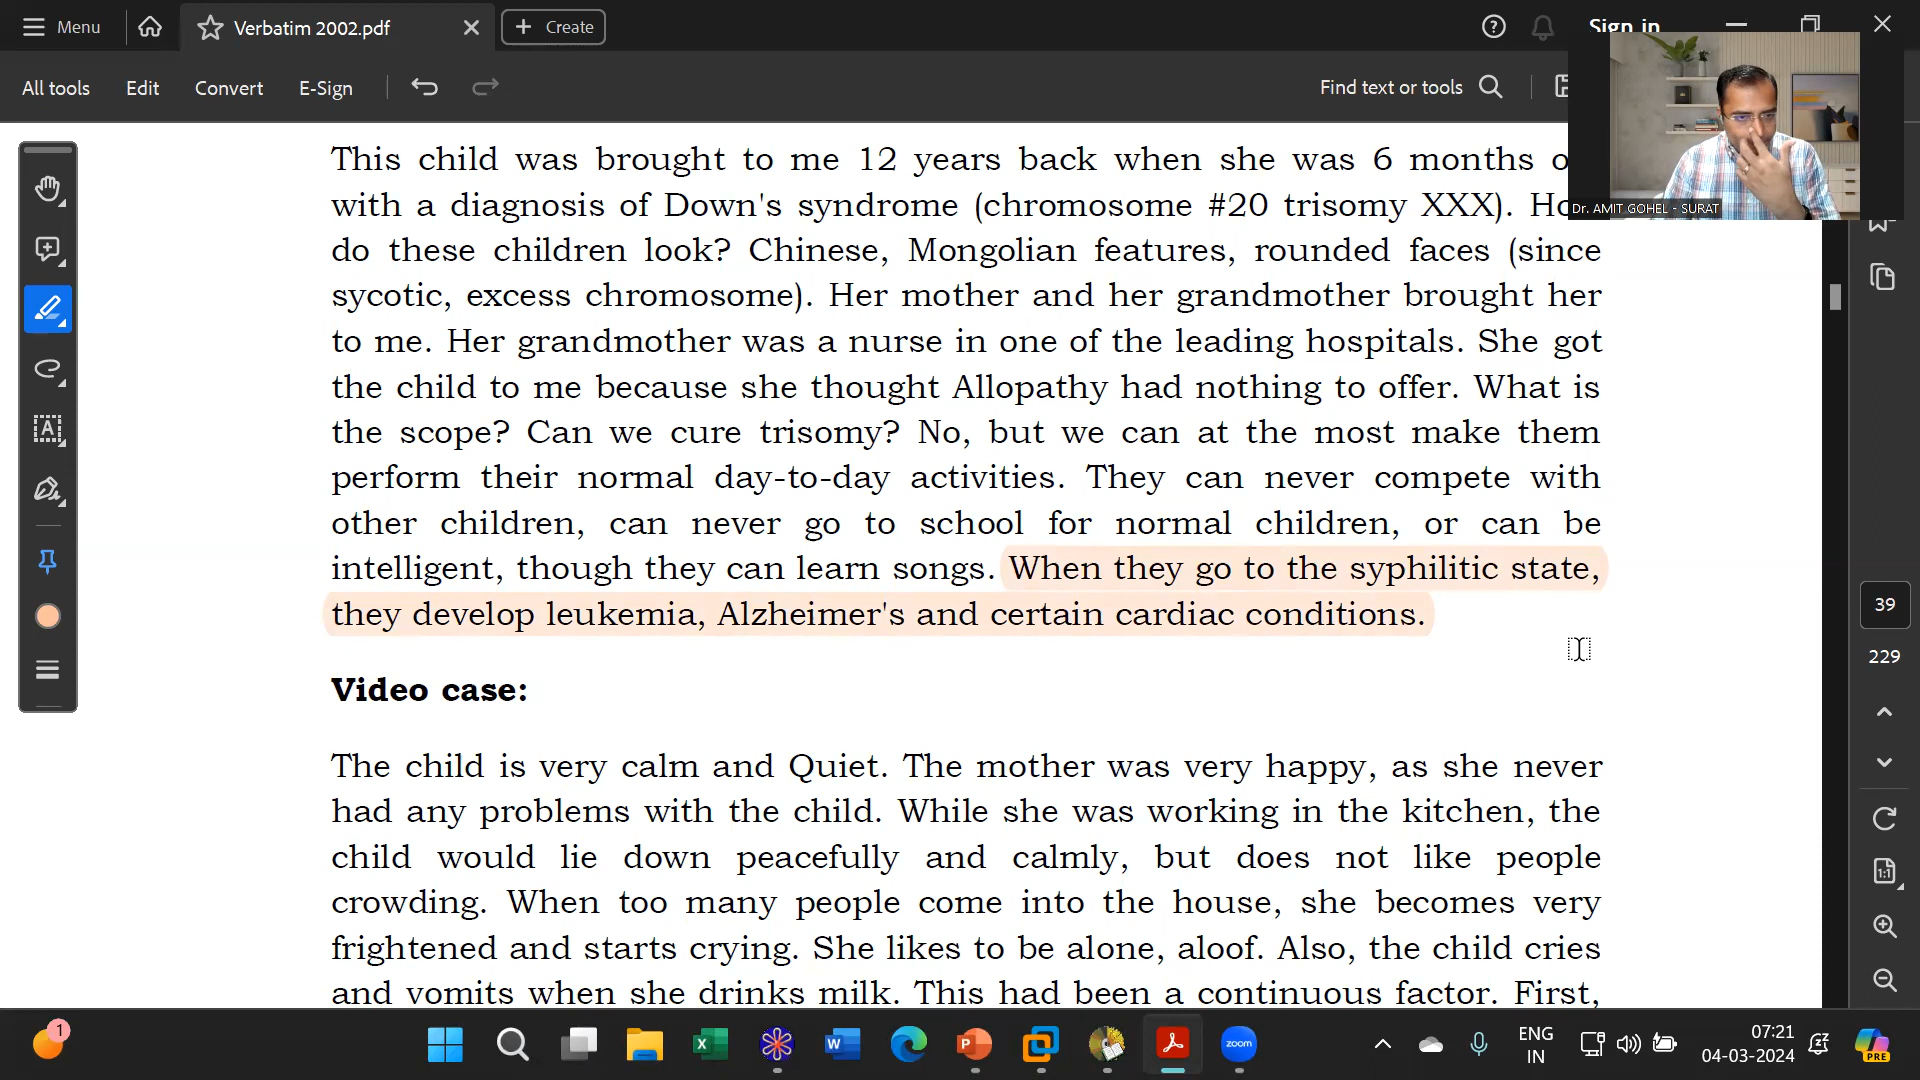 Menu
Verbatim 2002.pdf
Create
Sign in
All tools
Edit
Convert
E-Sign
Find text or tools
Dr. AMIT GOHEL - SURAT
This child was brought to me 12 years back when she was 6 months
with a diagnosis of Down's syndrome (chromosome #20 trisomy XXX).
do these children look? Chinese, Mongolian features, rounded faces (since
sycotic, excess chromosome). Her mother and her grandmother brought her
to me. Her grandmother was a nurse in one of the leading hospitals. She got
the child to me because she thought Allopathy had nothing to offer. What is
the scope? Can we cure trisomy? No, but we can at the most make them
perform their normal day-to-day activities. They can never compete with
other children, can never go to school for normal children, or can be
intelligent, though they can learn songs. When they go to the syphilitic state,
they develop leukemia, Alzheimer's and certain cardiac conditions.
Video case:
The child is very calm and Quiet. The mother was very happy, as she never
had any problems with the child. While she was working in the kitchen, the
child would lie down peacefully and calmly, but does not like people
crowding. When too many people come into the house, she becomes very
frightened and starts crying. She likes to be alone, aloof. Also, the child cries
and vomits when she drinks milk. This had been a continuous factor. First,
39
229
1:1
1
zoom
ENG
IN
07:21
04-03-2024
PRE